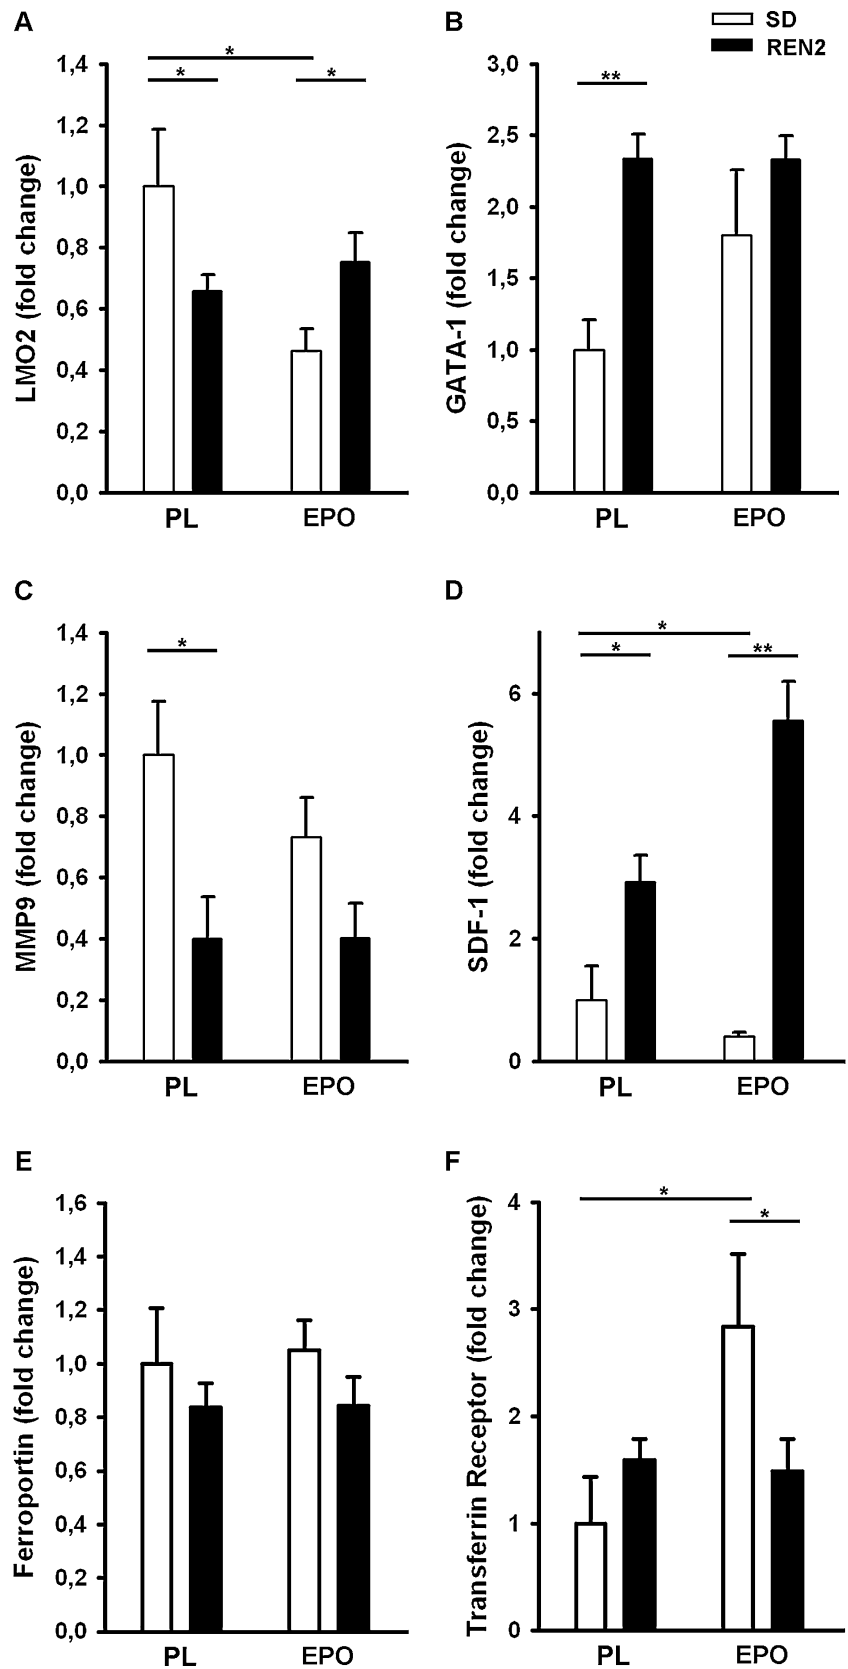 A
B
SD
REN2
*
*
*
1,4
1,2
1,0
0,8
0,6
0,4
0,2
0,0
LMO2 (fold change)
PL
EPO
**
3,0
2,5
2,0
1,5
1,0
0,5
0,0
GATA-1 (fold change)
PL
EPO
C
D
*
1,4
1,2
1,0
0,8
0,6
0,4
0,2
0,0
MMP9 (fold change)
PL
EPO
*
*
**
6
4
2
0
SDF-1 (fold change)
PL
EPO
E
F
1,6
1,4
1,2
1,0
0,8
0,6
0,4
0,2
0,0
Ferroportin (fold change)
PL
EPO
*
*
4
3
2
1
0
Transferrin Receptor (fold change)
PL
EPO